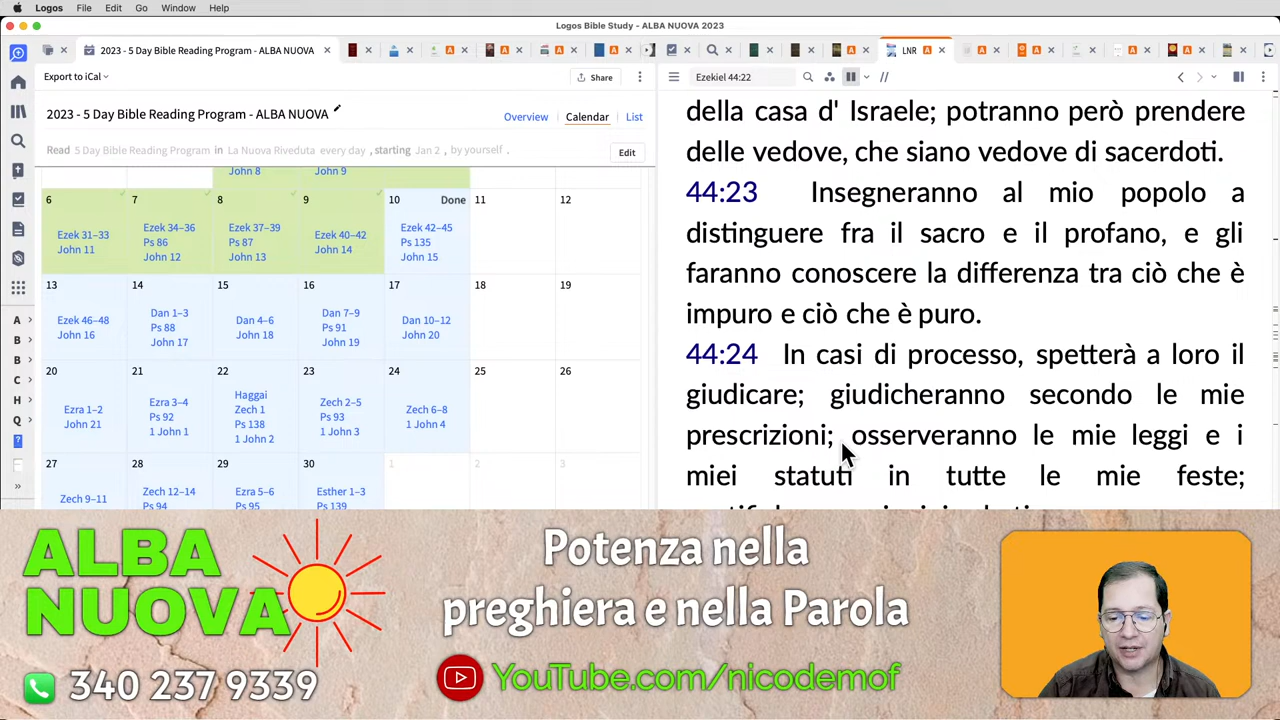 Logos File Edit Go Window Help
Logos Bible Study - ALBA NUOVA 2023
2023 - 5 Day Bible Reading Program - ALBA NUOVA
LNR
Export to iCal
Share
Ezekiel 44:22
2023 - 5 Day Bible Reading Program - ALBA NUOVA
Overview Calendar List
Read 5 Day Bible Reading Program in La Nuova Riveduta every day , starting Jan 2 , by yourself .
Edit
John 8 John 9
6 7 8 9 10 Done 11 12
Ezek 31–33
John 11
Ezek 34–36
Ps 86
John 12
Ezek 37–39
Ps 87
John 13
Ezek 40–42
John 14
Ezek 42–45
Ps 135
John 15
13 14 15 16 17 18 19
Ezek 46–48
John 16
Dan 1–3
Ps 88
John 17
Dan 4–6
John 18
Dan 7–9
Ps 91
John 19
Dan 10–12
John 20
20 21 22 23 24 25 26
Ezra 1–2
John 21
Ezra 3–4
Ps 92
1 John 1
Haggai
Zech 1
Ps 138
1 John 2
Zech 2–5
Ps 93
1 John 3
Zech 6–8
1 John 4
27 28 29 30 1 2 3
Zech 9–11
Zech 12–14
Ps 94
Ezra 5–6
Ps 95
Esther 1–3
Ps 139
A
B
B
C
H
Q
della casa d' Israele; potranno però prendere
delle vedove, che siano vedove di sacerdoti.
44:23 Insegneranno al mio popolo a
distinguere fra il sacro e il profano, e gli
faranno conoscere la differenza tra ciò che è
impuro e ciò che è puro.
44:24 In casi di processo, spetterà a loro il
giudicare; giudicheranno secondo le mie
prescrizioni; osserveranno le mie leggi e i
miei statuti in tutte le mie feste;
ALBA
NUOVA
340 237 9339
Potenza nella
preghiera e nella Parola
YouTube.com/nicodemof